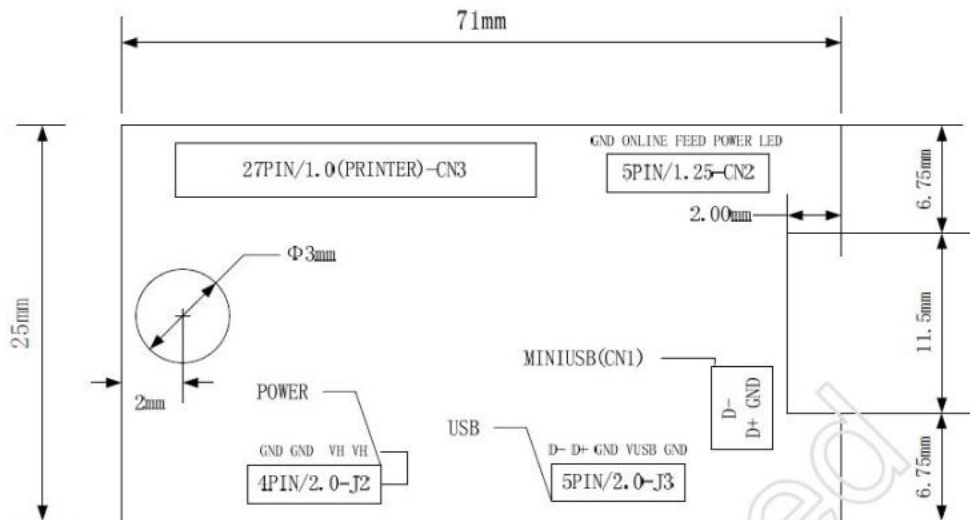 71mm
GND ONLINE FEED POWER LED
27PIN/1.0(PRINTER)-CN3
5PIN/1.25-CN2
6.75mm
2.00mm
Φ3mm
25mm
11.5mm
MINIUSB(CN1)
2mm
POWER
D-
D+ GND
USB
GND GND VH VH
D- D+ GND VUSB GND
4PIN/2.0-J2
5PIN/2.0-J3
6.75mm